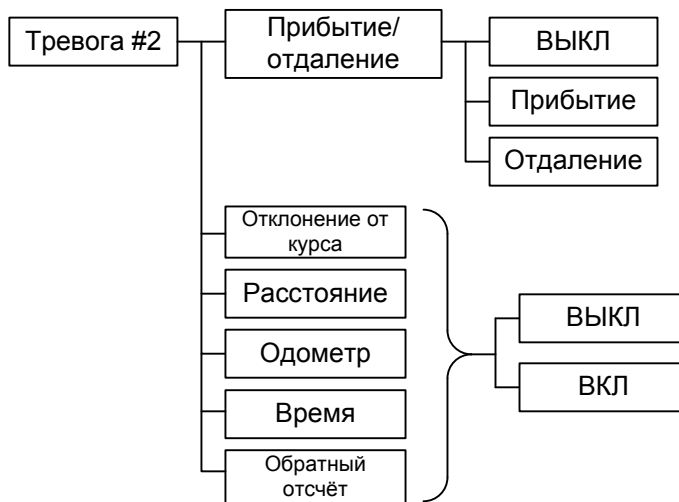 Тревога #2
Прибытие/
отдаление
ВЫКЛ
Прибытие
Отдаление
Отклонение от
курса
Расстояние
Одометр
Время
Обратный
отсчёт
ВЫКЛ
ВКЛ